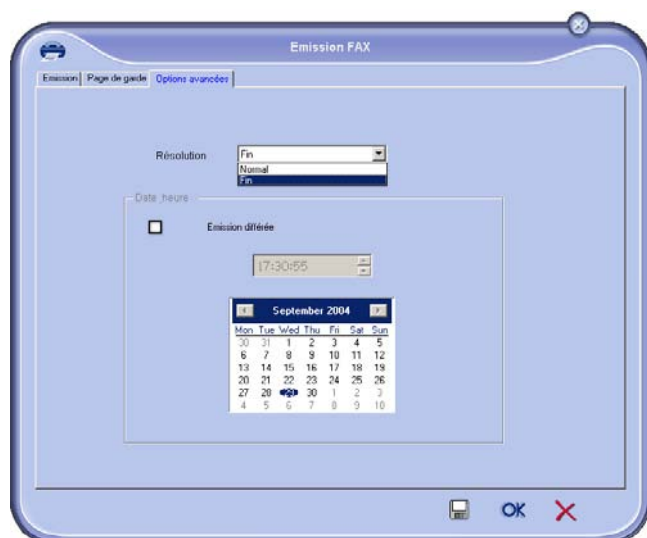 Emission FAX
Emission Page de garde Options avancées
Résolution Fin
Normal
Fin
Date_heure
Emission différée
17:30:55
September 2004
Mon Tue Wed Thu Fri Sat Sun
30 31 1 2 3 4 5
6 7 8 9 10 11 12
13 14 15 16 17 18 19
20 21 22 23 24 25 26
27 28 29 30 1 2 3
4 5 6 7 8 9 10
OK